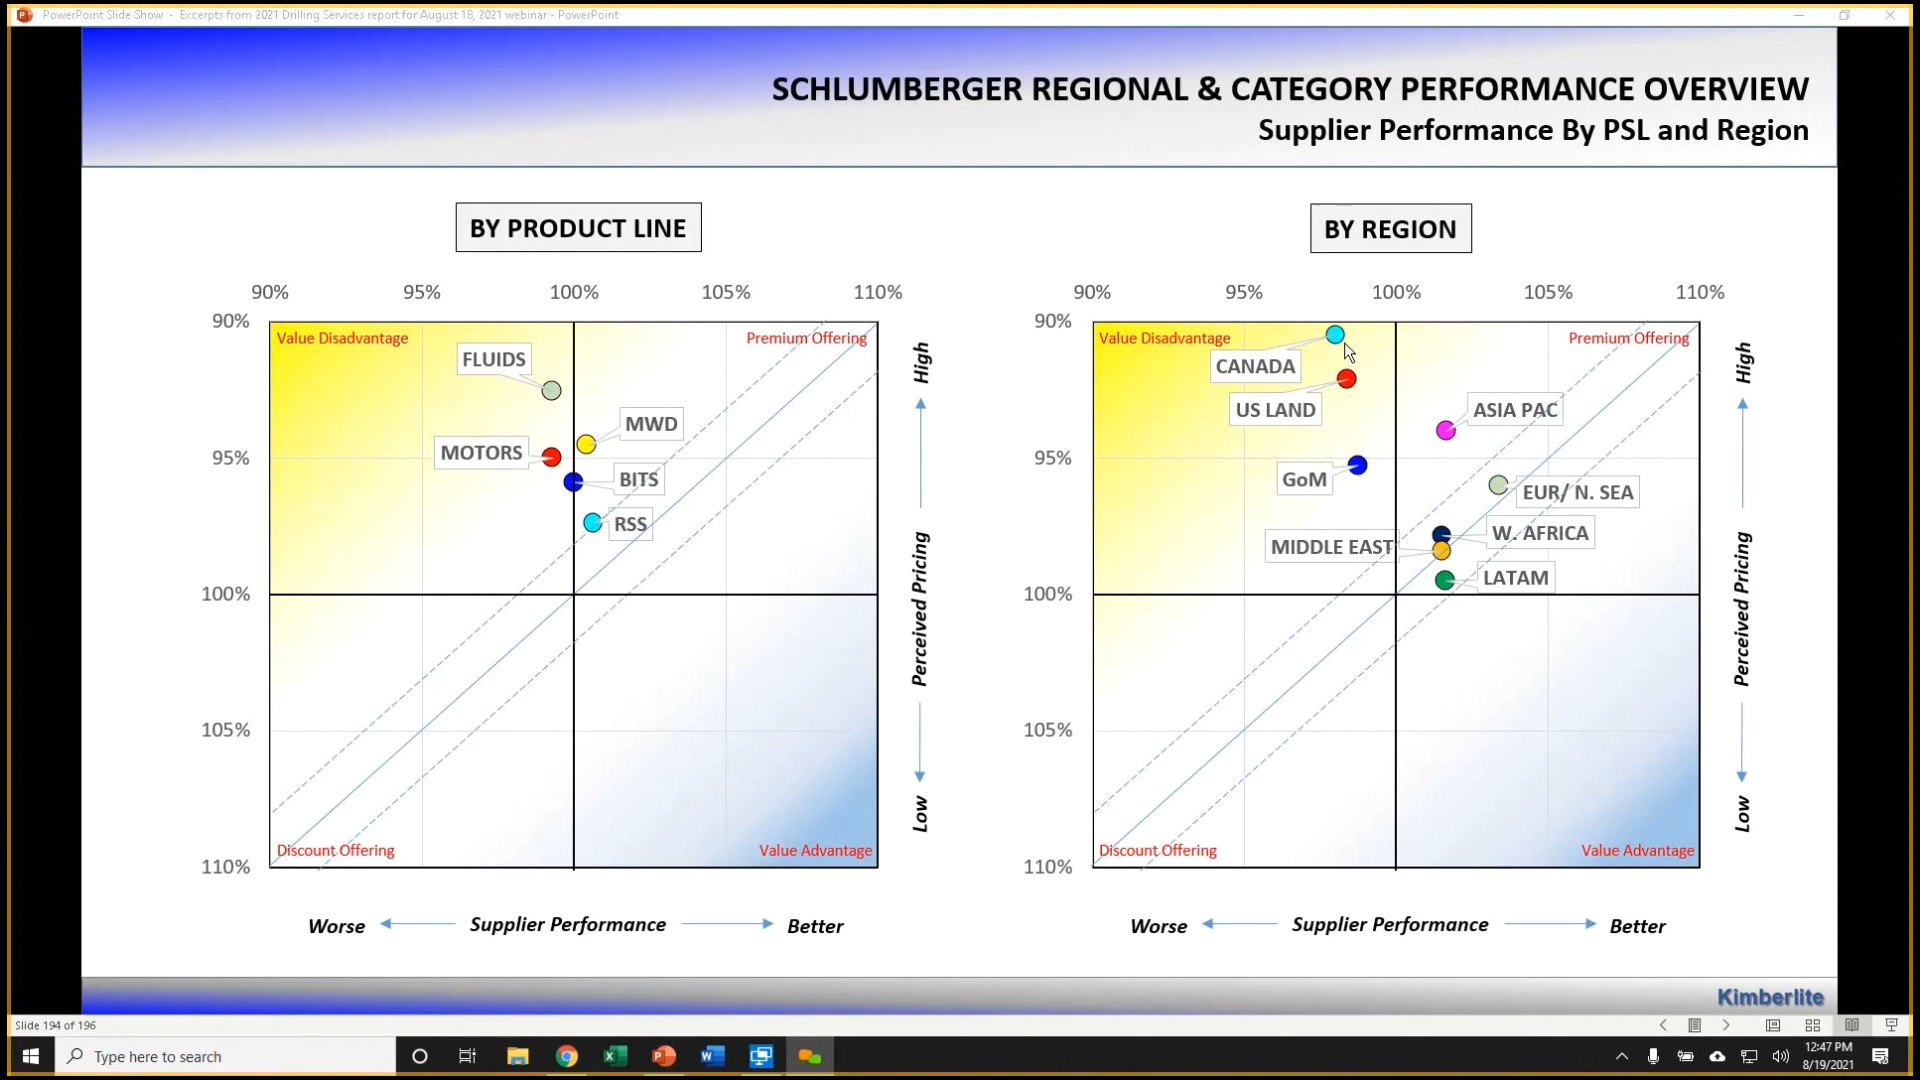 PowerPoint Slide Show - Excerpts from 2021 Drilling Services report for August 18, 2021 webinar - PowerPoint
SCHLUMBERGER REGIONAL & CATEGORY PERFORMANCE OVERVIEW
Supplier Performance By PSL and Region
BY PRODUCT LINE
90% 95% 100% 105% 110%
90%
95%
100%
105%
110%
Value Disadvantage
Premium Offering
FLUIDS
MWD
MOTORS
BITS
RSS
Discount Offering
Value Advantage
High
Perceived Pricing
Low
Worse Supplier Performance Better
BY REGION
90% 95% 100% 105% 110%
90%
95%
100%
105%
110%
Value Disadvantage
Premium Offering
CANADA
US LAND
ASIA PAC
GoM
EUR/ N. SEA
W. AFRICA
MIDDLE EAST
LATAM
Discount Offering
Value Advantage
High
Perceived Pricing
Low
Worse Supplier Performance Better
Kimberlite
Slide 194 of 196
Type here to search
12:47 PM
8/19/2021